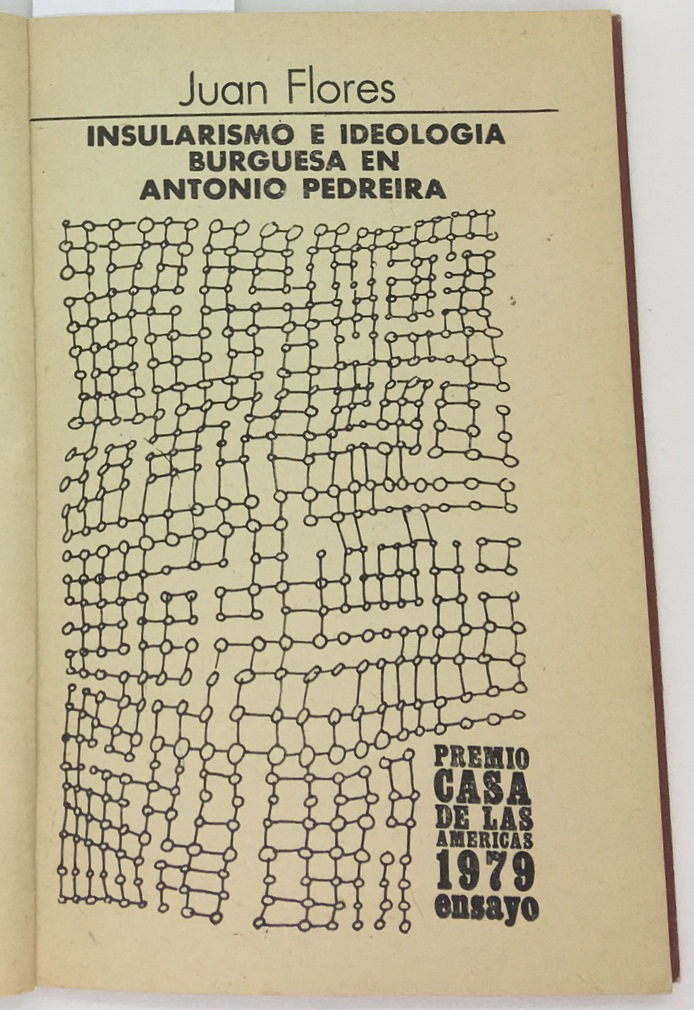 Juan Flores
INSULARISMO E IDEOLOGIA
BURGUESA EN
ANTONIO PEDREIRA
PREMIO
CASA
DE LAS
AMERICAS
1979
ensayo